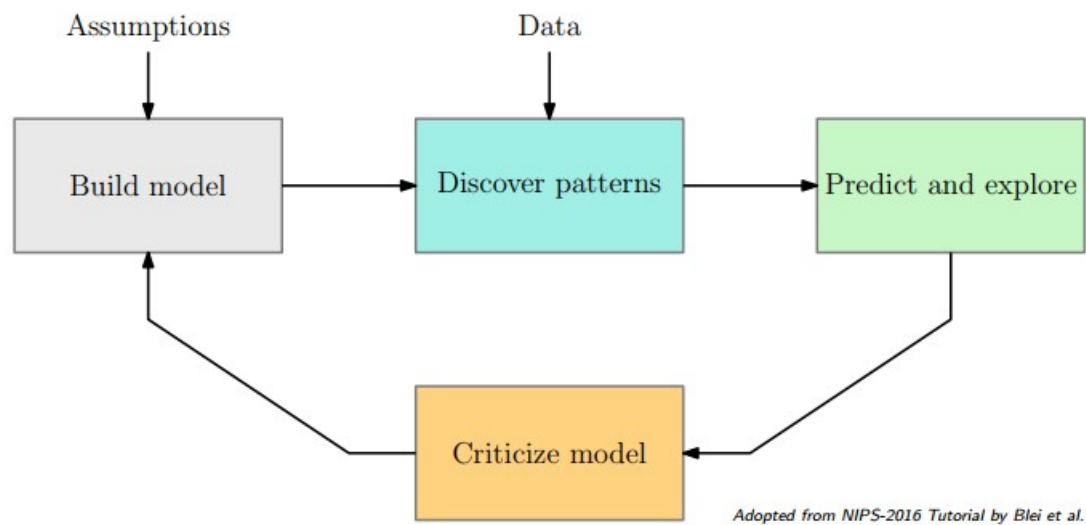 Assumptions
Data
Build model
Discover patterns
Predict and explore
Criticize model
Adopted from NIPS-2016 Tutorial by Blei et al.